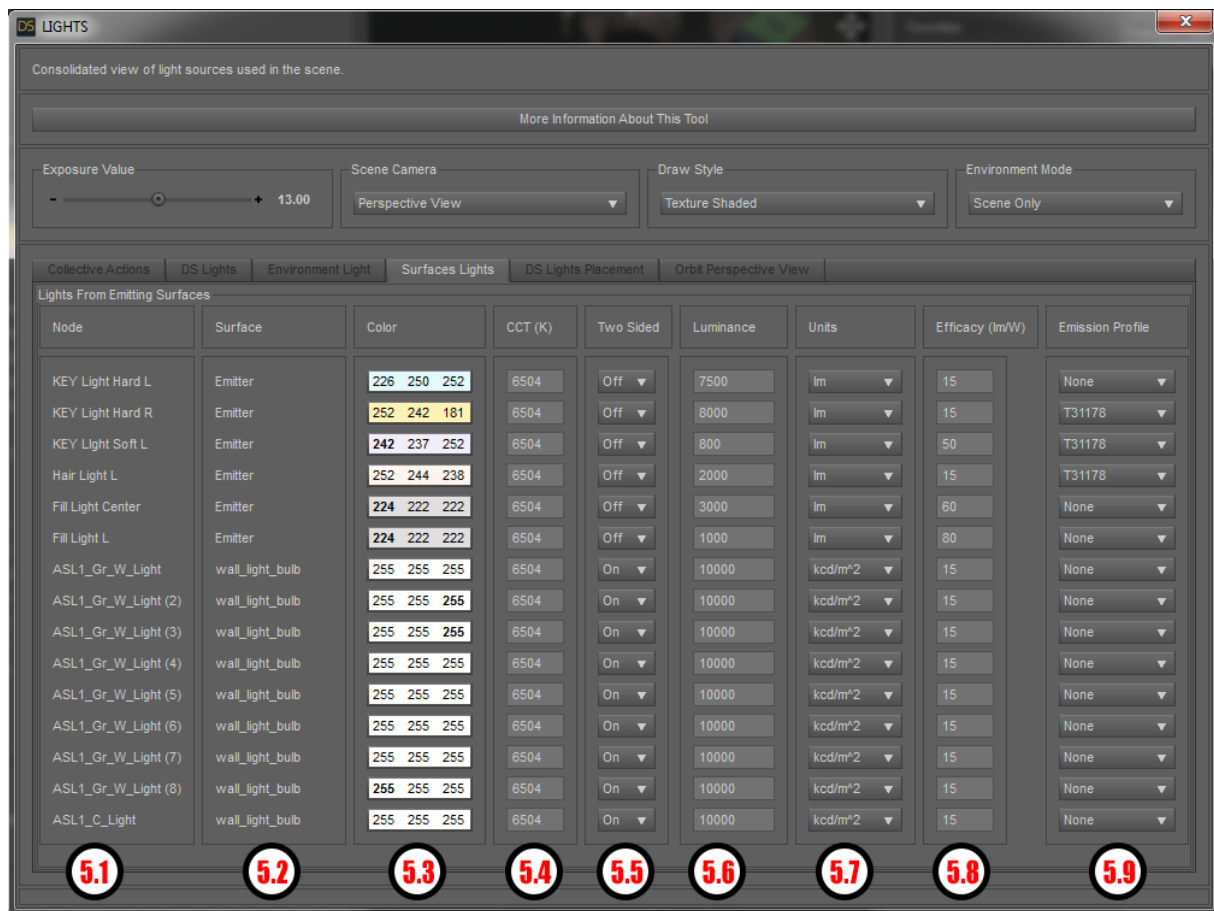 DS LIGHTS
Consolidated view of light sources used in the scene.
More Information About This Tool
Exposure Value Scene Camera Draw Style Environment Mode
- + 13.00 Perspective View Texture Shaded Scene Only
Collective Actions DS Lights Environment Light Surfaces Lights DS Lights Placement Orbit Perspective View
Lights From Emitting Surfaces
Node Surface Color CCT (K) Two Sided Luminance Units Efficacy (lm/W) Emission Profile
KEY Light Hard L Emitter 226 250 252 6504 Off 7500 lm 15 None
KEY Light Hard R Emitter 252 242 181 6504 Off 8000 lm 15 T31178
KEY LIght Soft L Emitter 242 237 252 6504 Off 800 lm 50 T31178
Hair Light L Emitter 252 244 238 6504 Off 2000 lm 15 T31178
Fill Light Center Emitter 224 222 222 6504 Off 3000 lm 60 None
Fill Light L Emitter 224 222 222 6504 Off 1000 lm 80 None
ASL1_Gr_W_Light wall_light_bulb 255 255 255 6504 On 10000 kcd/m^2 15 None
ASL1_Gr_W_Light (2) wall_light_bulb 255 255 255 6504 On 10000 kcd/m^2 15 None
ASL1_Gr_W_Light (3) wall_light_bulb 255 255 255 6504 On 10000 kcd/m^2 15 None
ASL1_Gr_W_Light (4) wall_light_bulb 255 255 255 6504 On 10000 kcd/m^2 15 None
ASL1_Gr_W_Light (5) wall_light_bulb 255 255 255 6504 On 10000 kcd/m^2 15 None
ASL1_Gr_W_Light (6) wall_light_bulb 255 255 255 6504 On 10000 kcd/m^2 15 None
ASL1_Gr_W_Light (7) wall_light_bulb 255 255 255 6504 On 10000 kcd/m^2 15 None
ASL1_Gr_W_Light (8) wall_light_bulb 255 255 255 6504 On 10000 kcd/m^2 15 None
ASL1_C_Light wall_light_bulb 255 255 255 6504 On 10000 kcd/m^2 15 None
5.1 5.2 5.3 5.4 5.5 5.6 5.7 5.8 5.9